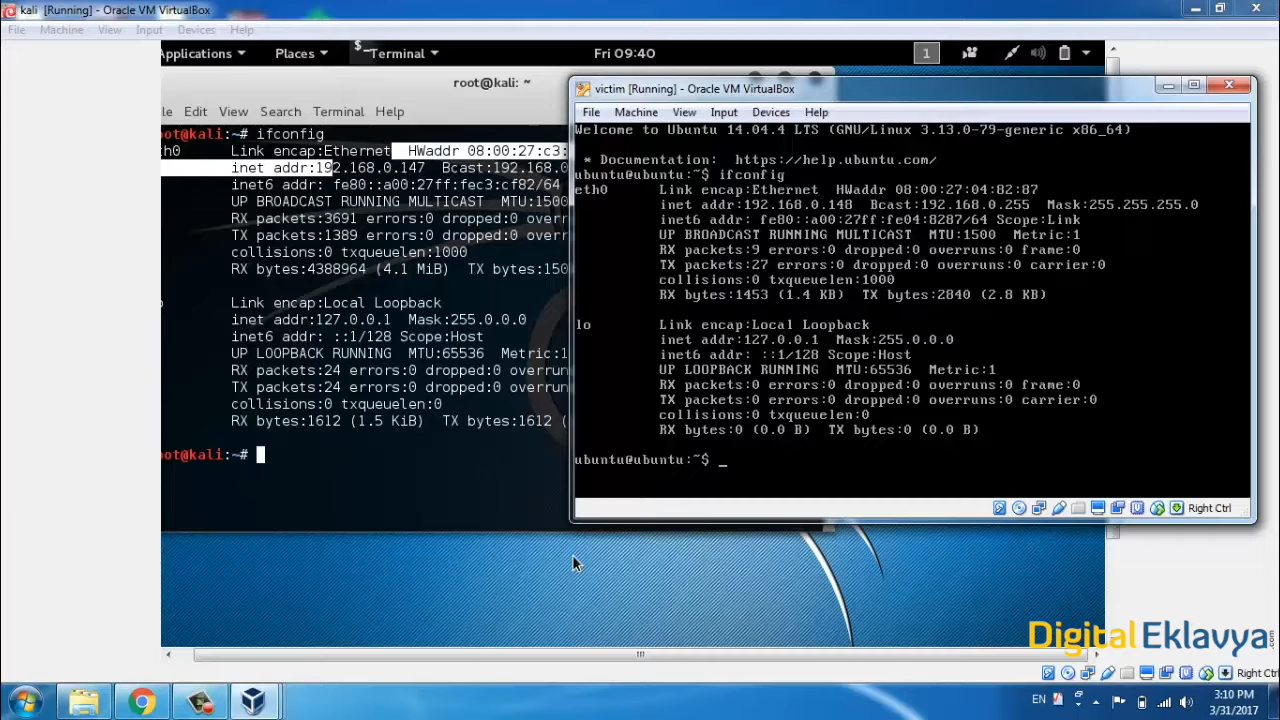 kali [Running] - Oracle VM VirtualBox
File Machine View Input Devices Help
Applications Places Terminal Fri 09:40 1
root@kali: ~
Edit View Search Terminal Help
root@kali:~# ifconfig
Link encap:Ethernet HWaddr 08:00:27:c3:
inet addr:192.168.0.147 Bcast:192.168.0
inet6 addr: fe80::a00:27ff:fec3:cf82/64
UP BROADCAST RUNNING MULTICAST MTU:1500
RX packets:3691 errors:0 dropped:0 overr
TX packets:1389 errors:0 dropped:0 overr
collisions:0 txqueuelen:1000
RX bytes:4388964 (4.1 MiB) TX bytes:150
Link encap:Local Loopback
inet addr:127.0.0.1 Mask:255.0.0.0
inet6 addr: ::1/128 Scope:Host
UP LOOPBACK RUNNING MTU:65536 Metric:1
RX packets:24 errors:0 dropped:0 overrun
TX packets:24 errors:0 dropped:0 overrun
collisions:0 txqueuelen:0
RX bytes:1612 (1.5 KiB) TX bytes:1612 (
root@kali:~#
victim [Running] - Oracle VM VirtualBox
File Machine View Input Devices Help
Welcome to Ubuntu 14.04.4 LTS (GNU/Linux 3.13.0-79-generic x86_64)
* Documentation: https://help.ubuntu.com/
ubuntu@ubuntu:~$ ifconfig
eth0 Link encap:Ethernet HWaddr 08:00:27:04:82:87
inet addr:192.168.0.148 Bcast:192.168.0.255 Mask:255.255.255.0
inet6 addr: fe80::a00:27ff:fe04:8287/64 Scope:Link
UP BROADCAST RUNNING MULTICAST MTU:1500 Metric:1
RX packets:9 errors:0 dropped:0 overruns:0 frame:0
TX packets:27 errors:0 dropped:0 overruns:0 carrier:0
collisions:0 txqueuelen:1000
RX bytes:1453 (1.4 KB) TX bytes:2840 (2.8 KB)
lo Link encap:Local Loopback
inet addr:127.0.0.1 Mask:255.0.0.0
inet6 addr: ::1/128 Scope:Host
UP LOOPBACK RUNNING MTU:65536 Metric:1
RX packets:0 errors:0 dropped:0 overruns:0 frame:0
TX packets:0 errors:0 dropped:0 overruns:0 carrier:0
collisions:0 txqueuelen:0
RX bytes:0 (0.0 B) TX bytes:0 (0.0 B)
ubuntu@ubuntu:~$ _
Right Ctrl
DigitalEklavya.com
Right Ctrl
EN 3:10 PM
3/31/2017